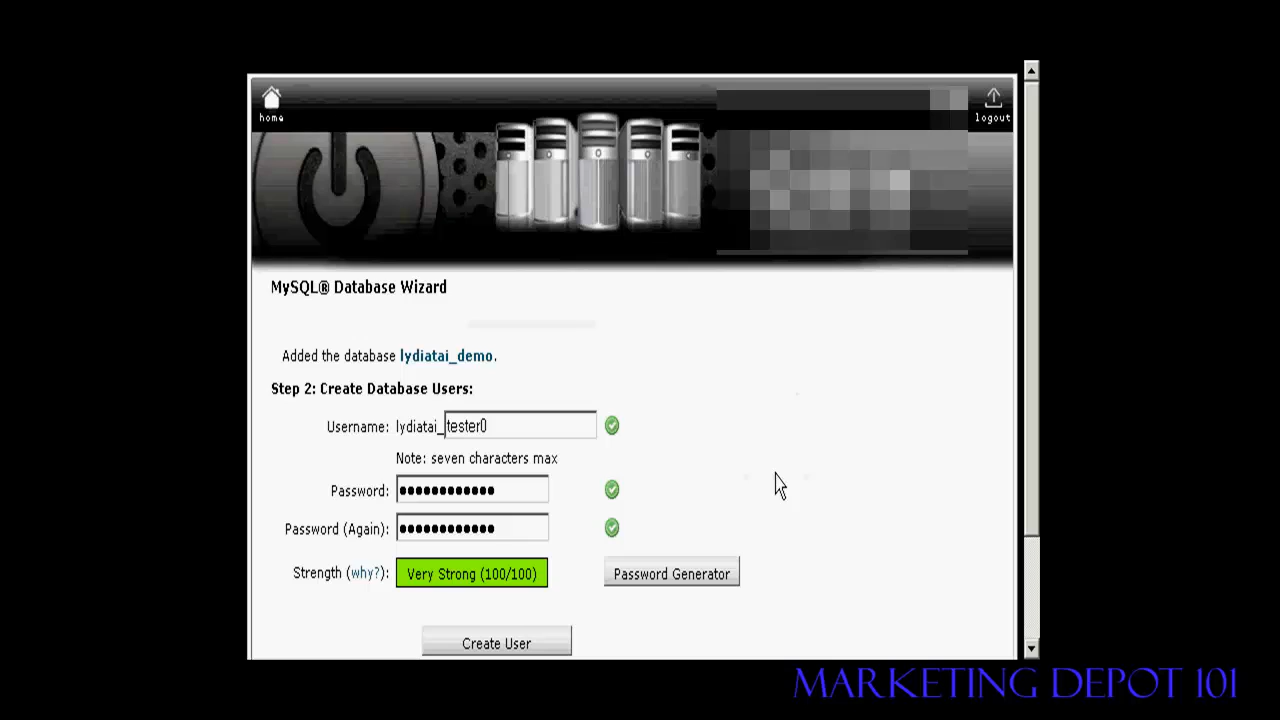 home
logout
MySQL® Database Wizard
Added the database lydiatai_demo.
Step 2: Create Database Users:
Username: lydiatai_tester0
Note: seven characters max
Password: ●●●●●●●●●●●●
Password (Again): ●●●●●●●●●●●●
Strength (why?): Very Strong (100/100) Password Generator
Create User
MARKETING DEPOT 101